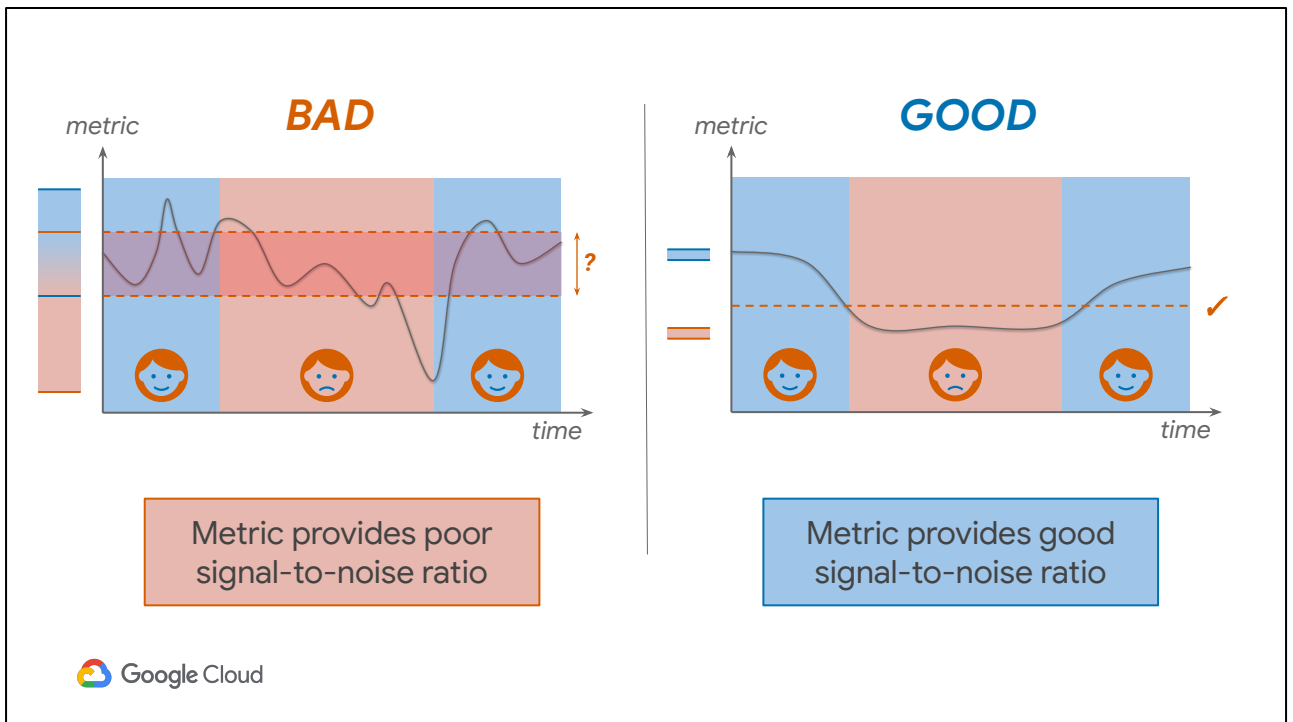 BAD
metric
?
time
Metric provides poor
signal-to-noise ratio
GOOD
metric
✓
time
Metric provides good
signal-to-noise ratio
Google Cloud